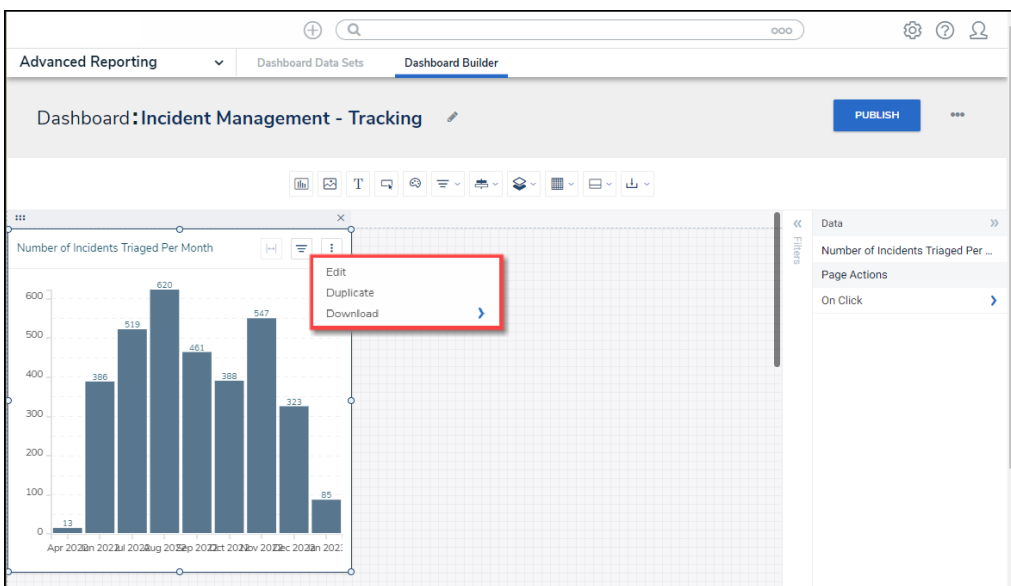 ooo
Advanced Reporting
Dashboard Data Sets
Dashboard Builder
Dashboard: Incident Management - Tracking
PUBLISH
T
Data
Filters
Number of Incidents Triaged Per Month
Number of Incidents Triaged Per ...
Page Actions
On Click
Edit
Duplicate
Download
600
500
400
300
200
100
0
13
386
519
620
461
388
547
323
85
Apr 2022